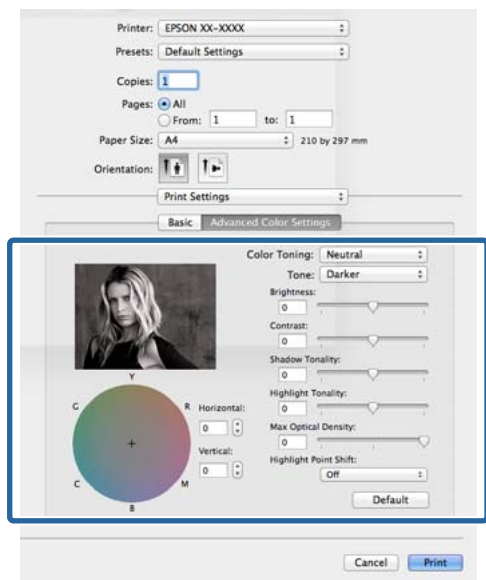 Printer: EPSON XX-XXXX
Presets: Default Settings
Copies: 1
Pages: All
From: 1 to: 1
Paper Size: A4 210 by 297 mm
Orientation:
Print Settings
Basic Advanced Color Settings
Color Toning: Neutral
Tone: Darker
Brightness:
0
Contrast:
0
Shadow Tonality:
0
Highlight Tonality:
0
Max Optical Density:
0
Highlight Point Shift:
Off
Default
Y
G R
C M
B
Horizontal:
0
Vertical:
0
Cancel Print